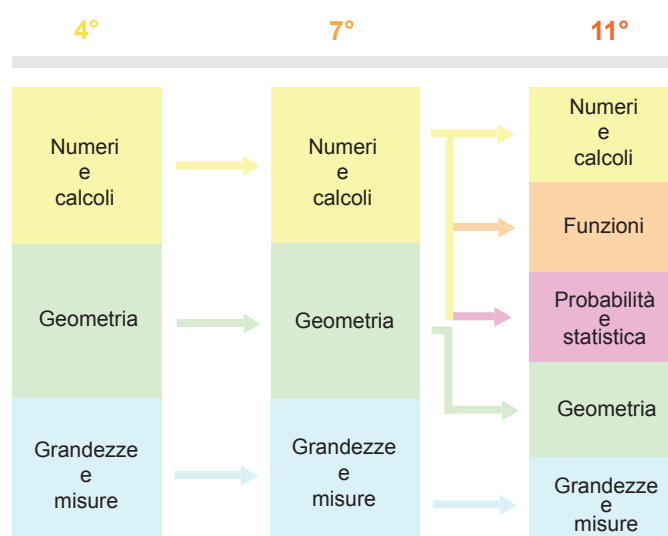 4°
7°
11°
Numeri
e
calcoli
Geometria
Grandezze
e
misure
Numeri
e
calcoli
Geometria
Grandezze
e
misure
Numeri
e
calcoli
Funzioni
Probabilità
e
statistica
Geometria
Grandezze
e
misure